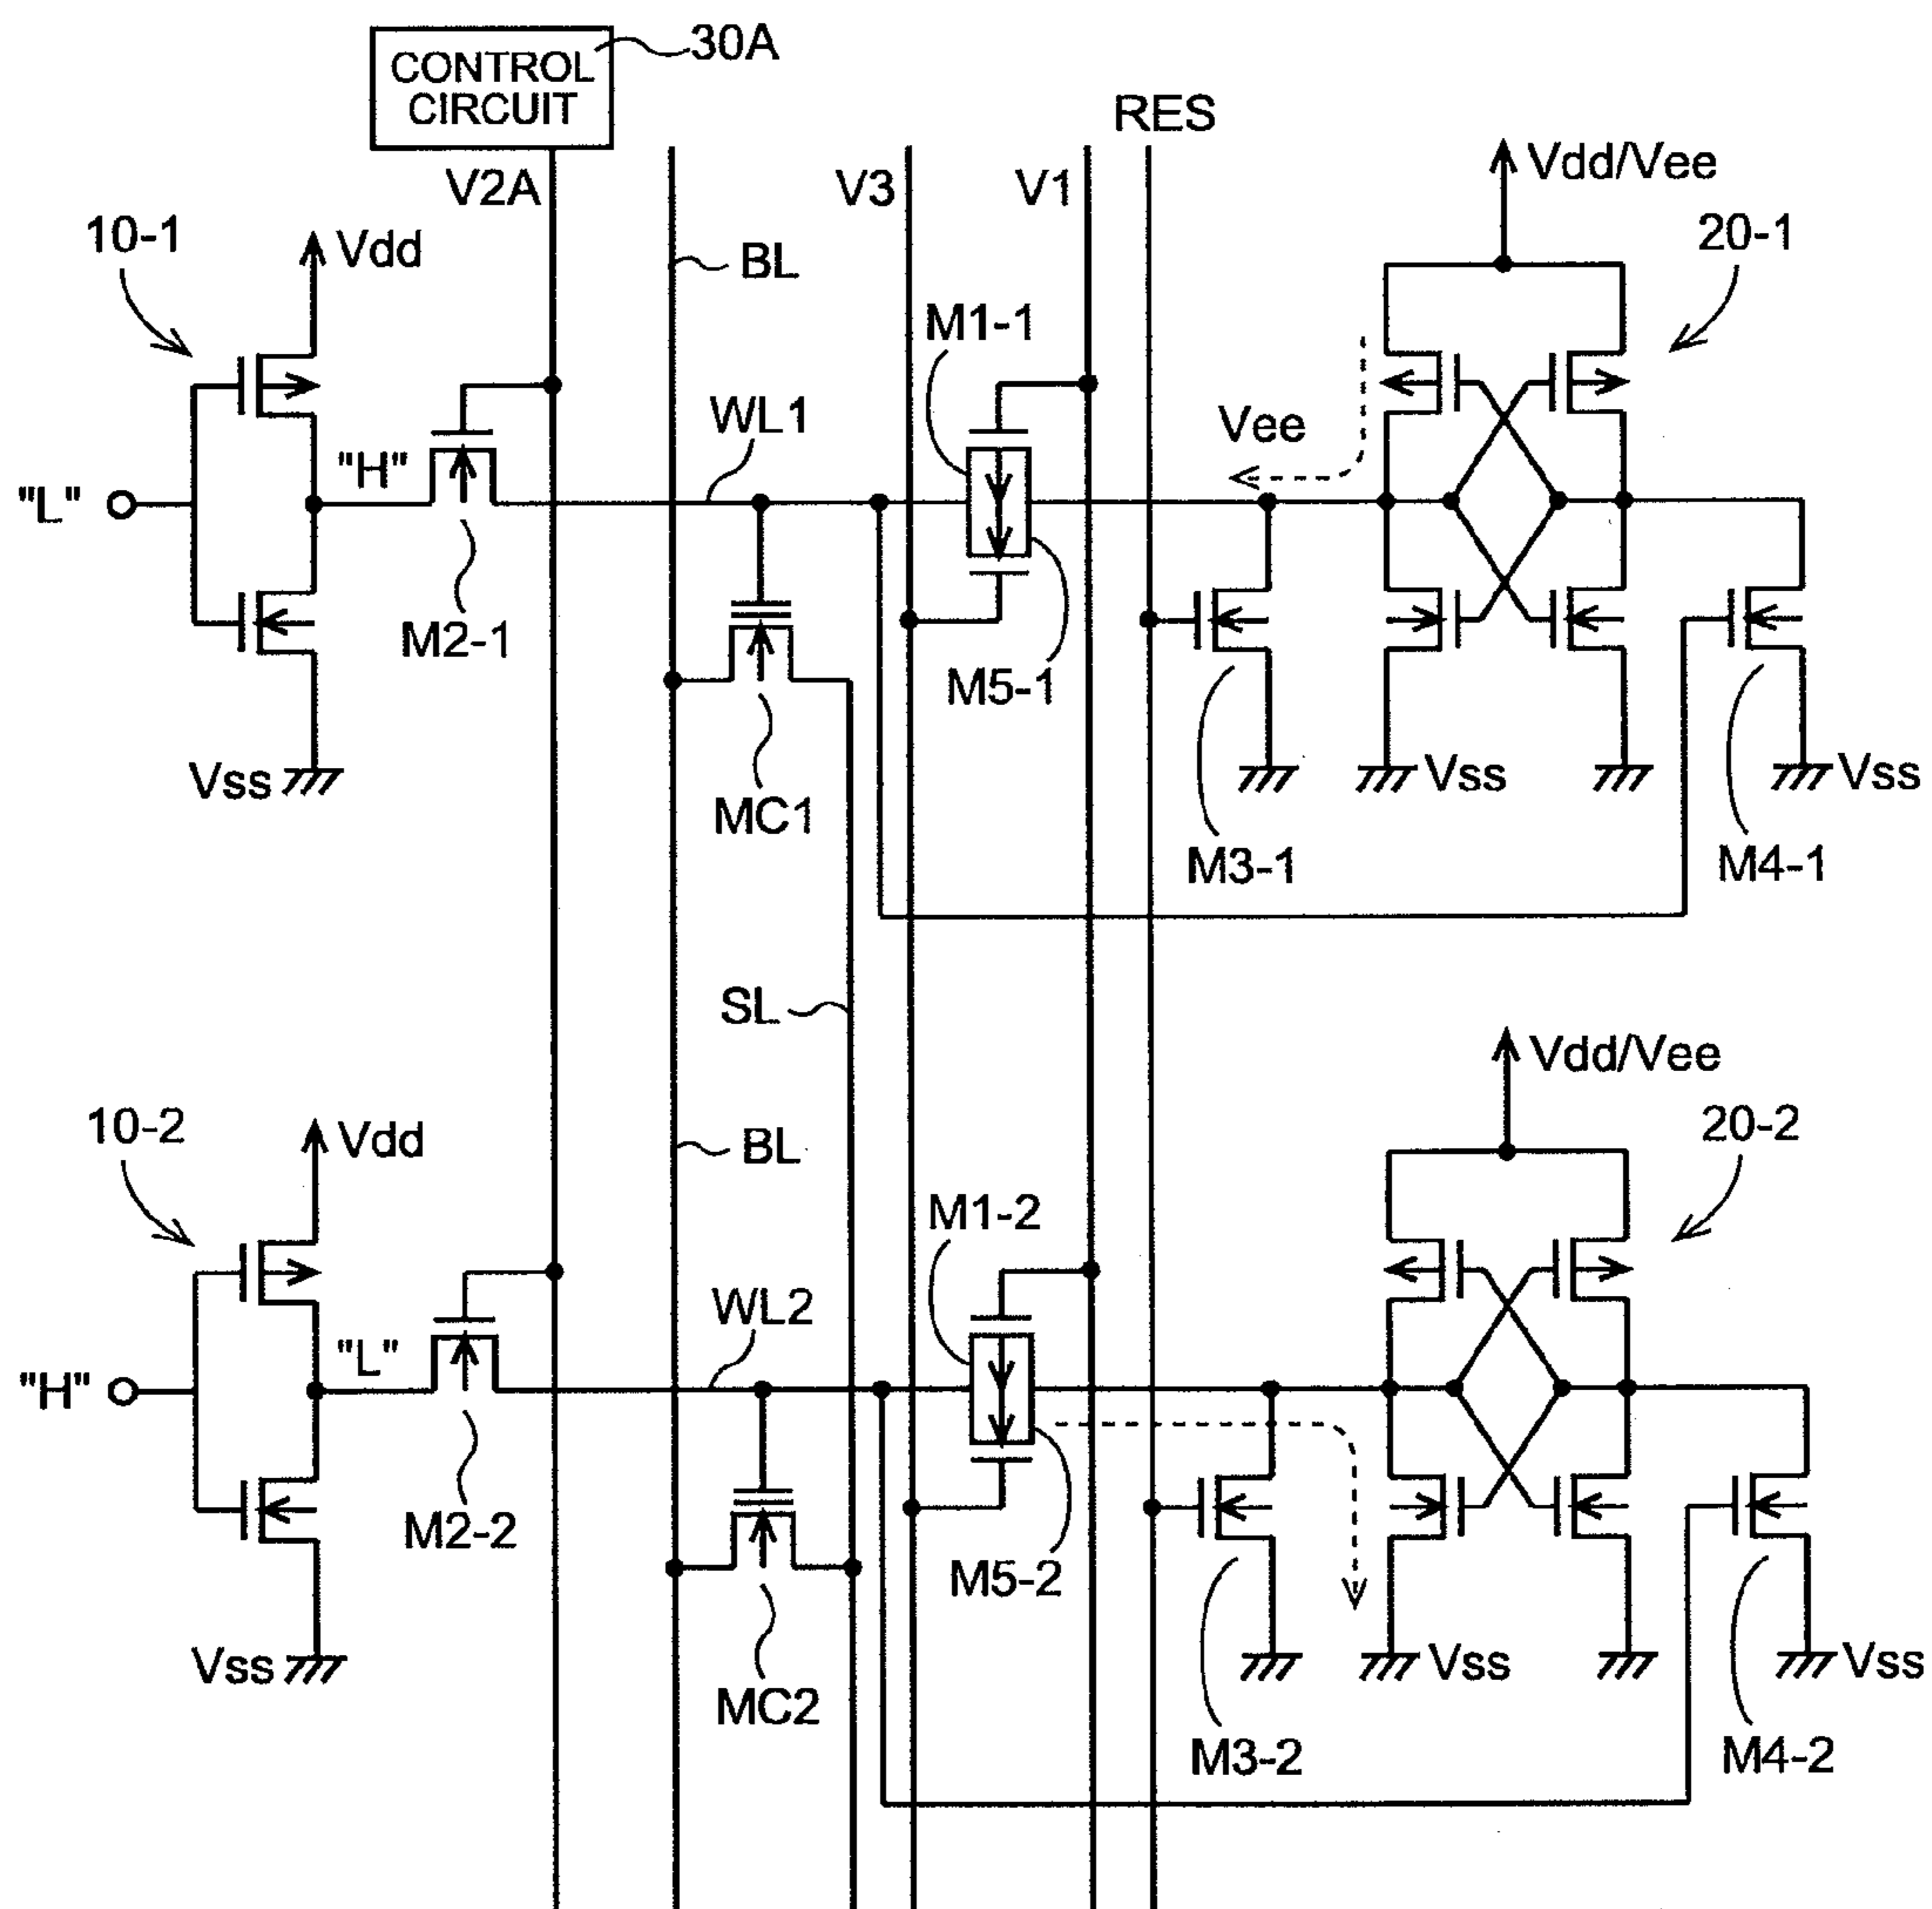 30A
CONTROL
CIRCUIT
RES
V2A
V3
V1
Vdd/Vee
10-1
Vdd
BL
20-1
M1-1
WL1
Vee
"H"
"L"
M2-1
M5-1
Vss
MC1
Vss
Vss
M3-1
M4-1
SL
Vdd/Vee
10-2
Vdd
BL
20-2
M1-2
WL2
"L"
"H"
M2-2
M5-2
Vss
Vss
Vss
MC2
M3-2
M4-2